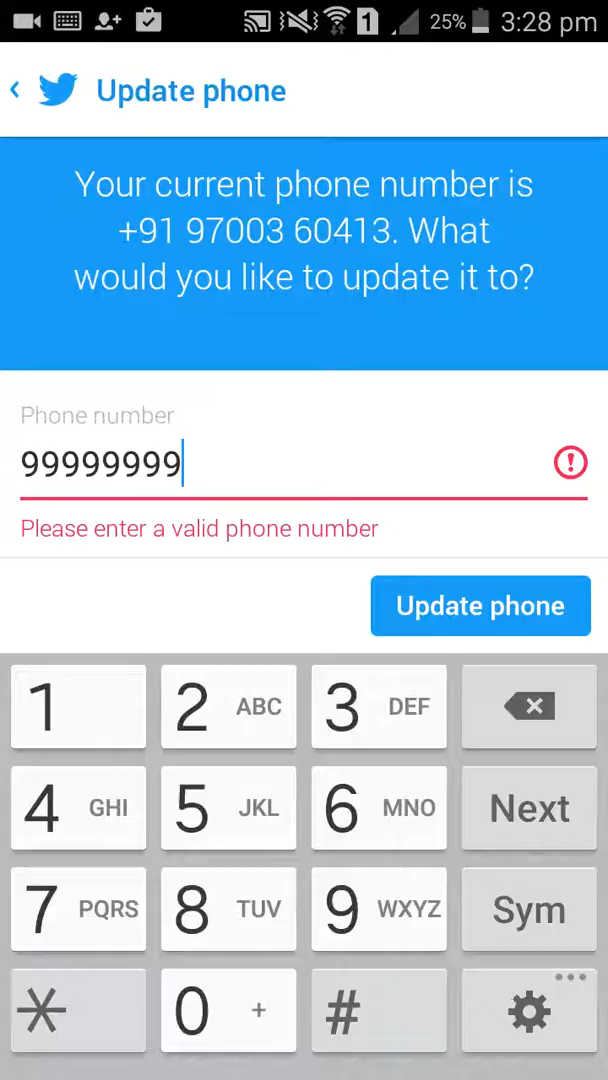 1 25% 3:28 pm
Update phone
Your current phone number is
+91 97003 60413. What
would you like to update it to?
Phone number
99999999
Please enter a valid phone number
Update phone
1 2 ABC 3 DEF
4 GHI 5 JKL 6 MNO Next
7 PQRS 8 TUV 9 WXYZ Sym
* 0 + # ...